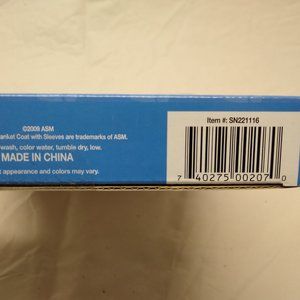 ©2009 ASM
anket Coat with Sleeves are trademarks of ASM.
wash, color water, tumble dry, low.
MADE IN CHINA
appearance and colors may vary.
Item #: SN221116
7 40275 00207 0